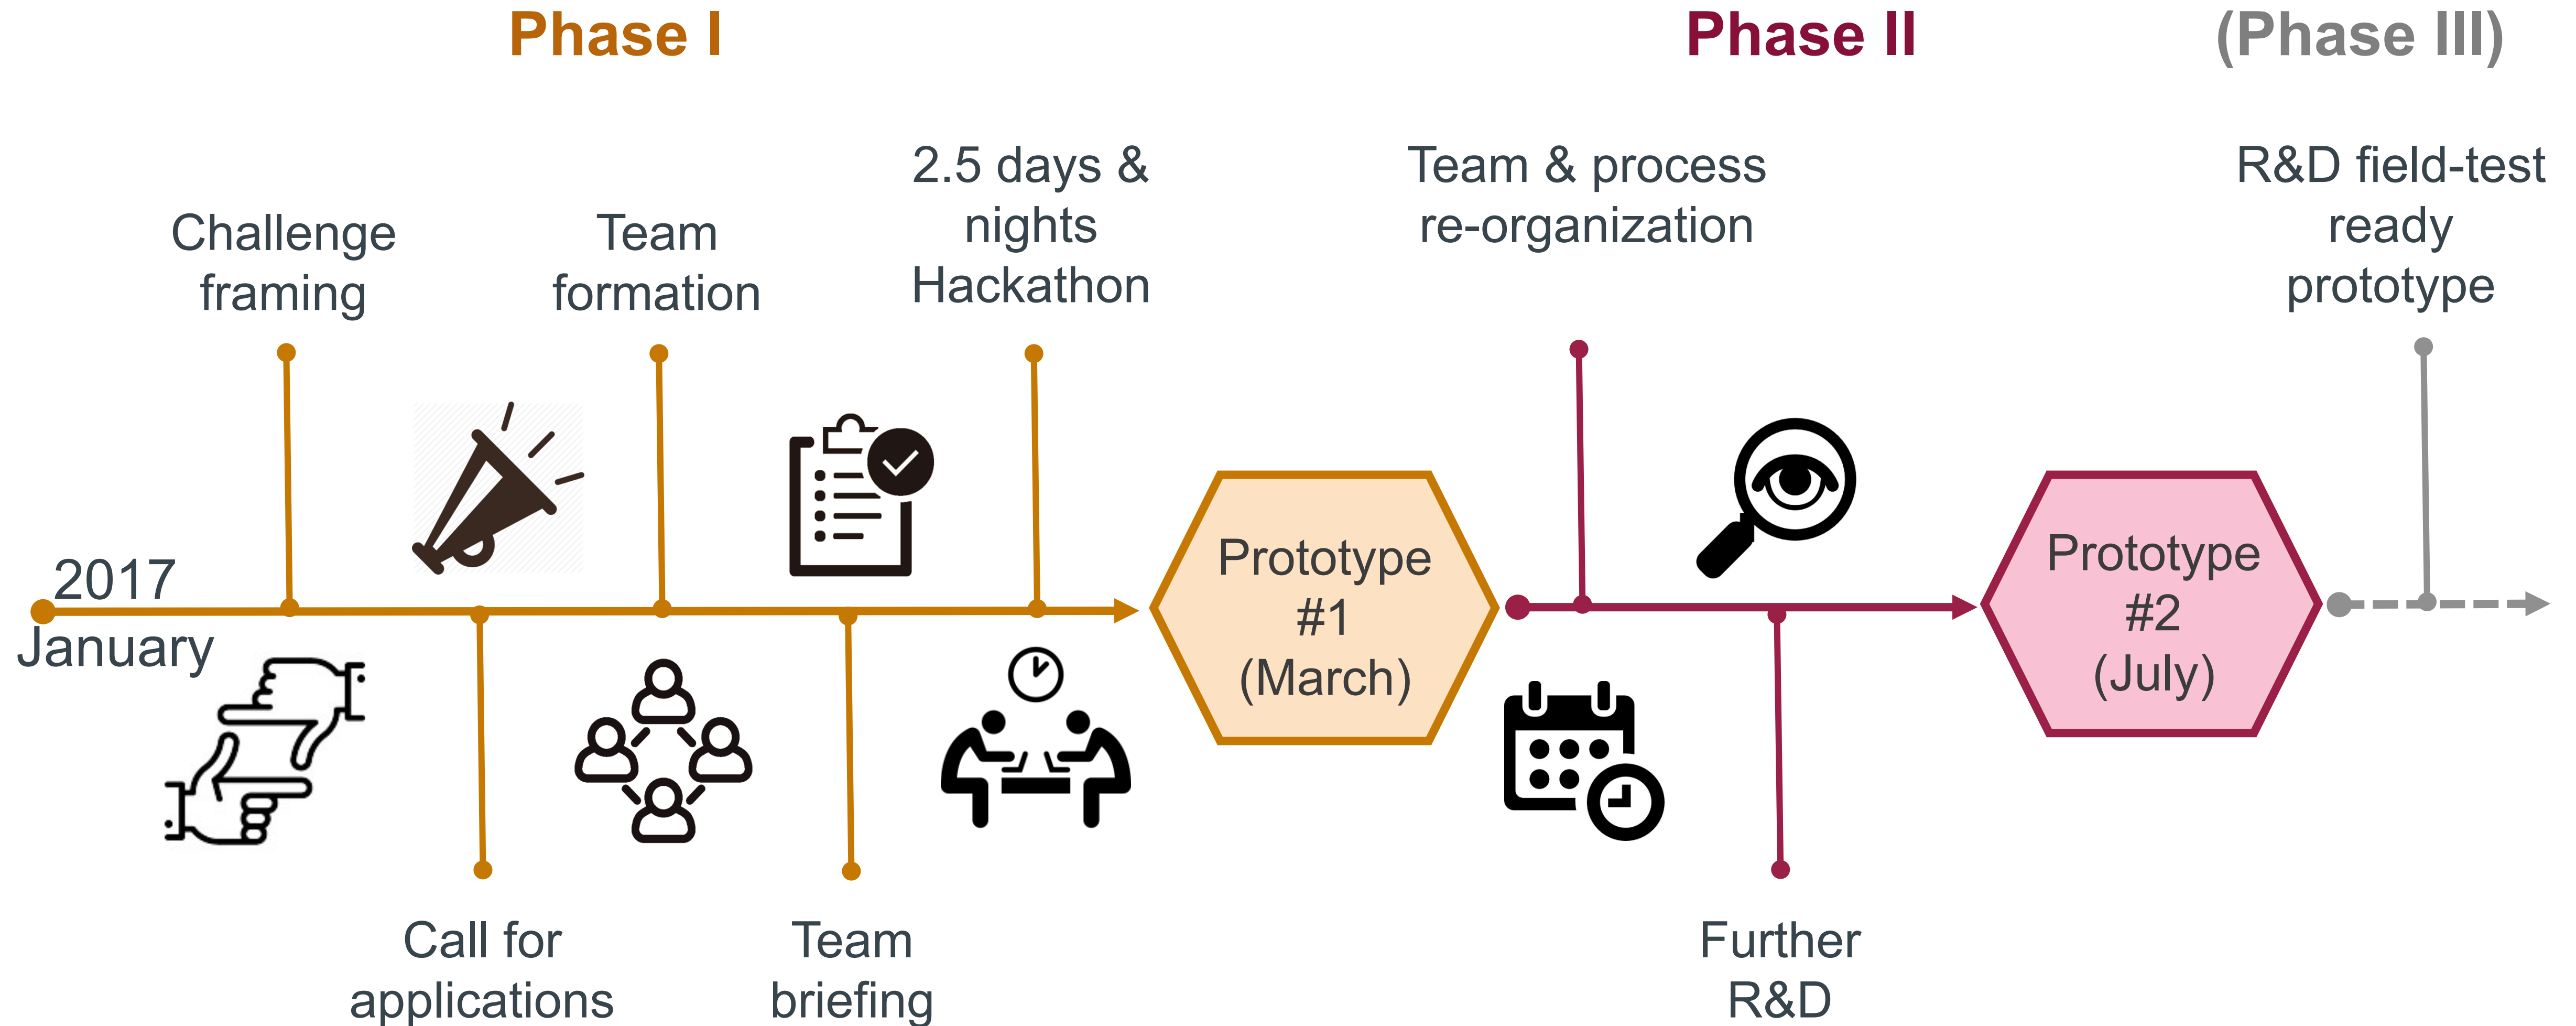 Phase I
Phase II
(Phase III)
Challenge
framing
Team
formation
2.5 days &
nights
Hackathon
Team & process
re-organization
R&D field-test
ready
prototype
2017
January
Prototype
#1
(March)
Prototype
#2
(July)
Call for
applications
Team
briefing
Further
R&D